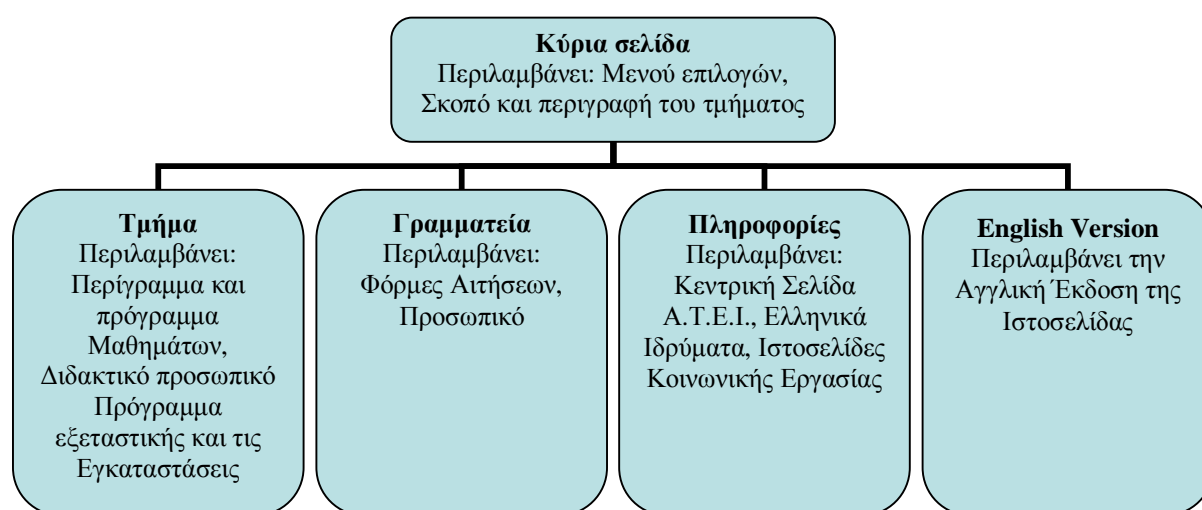 Κύρια σελίδα
Περιλαμβάνει: Μενού επιλογών,
Σκοπό και περιγραφή του τμήματος
Τμήμα
Περιλαμβάνει:
Περίγραμμα και
πρόγραμμα
Μαθημάτων,
Διδακτικό προσωπικό
Πρόγραμμα
εξεταστικής και τις
Εγκαταστάσεις
Γραμματεία
Περιλαμβάνει:
Φόρμες Αιτήσεων,
Προσωπικό
Πληροφορίες
Περιλαμβάνει:
Κεντρική Σελίδα
Α.Τ.Ε.Ι., Ελληνικά
Ιδρύματα, Ιστοσελίδες
Κοινωνικής Εργασίας
English Version
Περιλαμβάνει την
Αγγλική Έκδοση της
Ιστοσελίδας